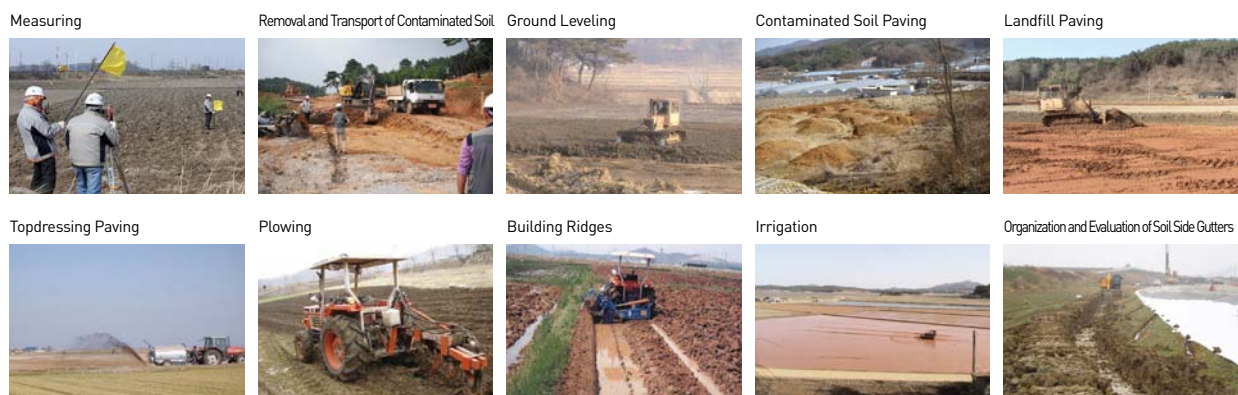 Measuring
Removal and Transport of Contaminated Soil
Ground Leveling
Contaminated Soil Paving
Landfill Paving
Topdressing Paving
Plowing
Building Ridges
Irrigation
Organization and Evaluation of Soil Side Gutters